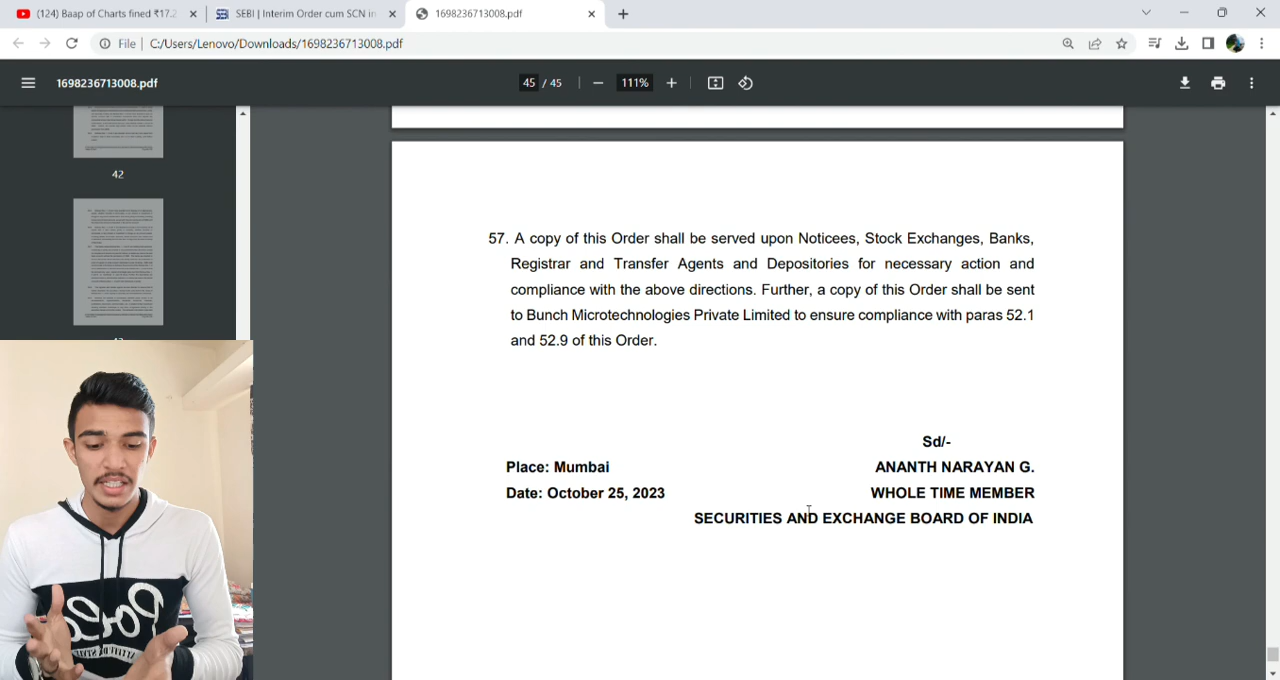 (124) Baap of Charts fined ₹17.2
SEBI | Interim Order cum SCN in
1698236713008.pdf
File
C:/Users/Lenovo/Downloads/1698236713008.pdf
1698236713008.pdf
45 / 45
111%
42
57. A copy of this Order shall be served upon Noticees, Stock Exchanges, Banks,
Registrar and Transfer Agents and Depositories for necessary action and
compliance with the above directions. Further, a copy of this Order shall be sent
to Bunch Microtechnologies Private Limited to ensure compliance with paras 52.1
and 52.9 of this Order.
Sd/-
Place: Mumbai
ANANTH NARAYAN G.
Date: October 25, 2023
WHOLE TIME MEMBER
SECURITIES AND EXCHANGE BOARD OF INDIA